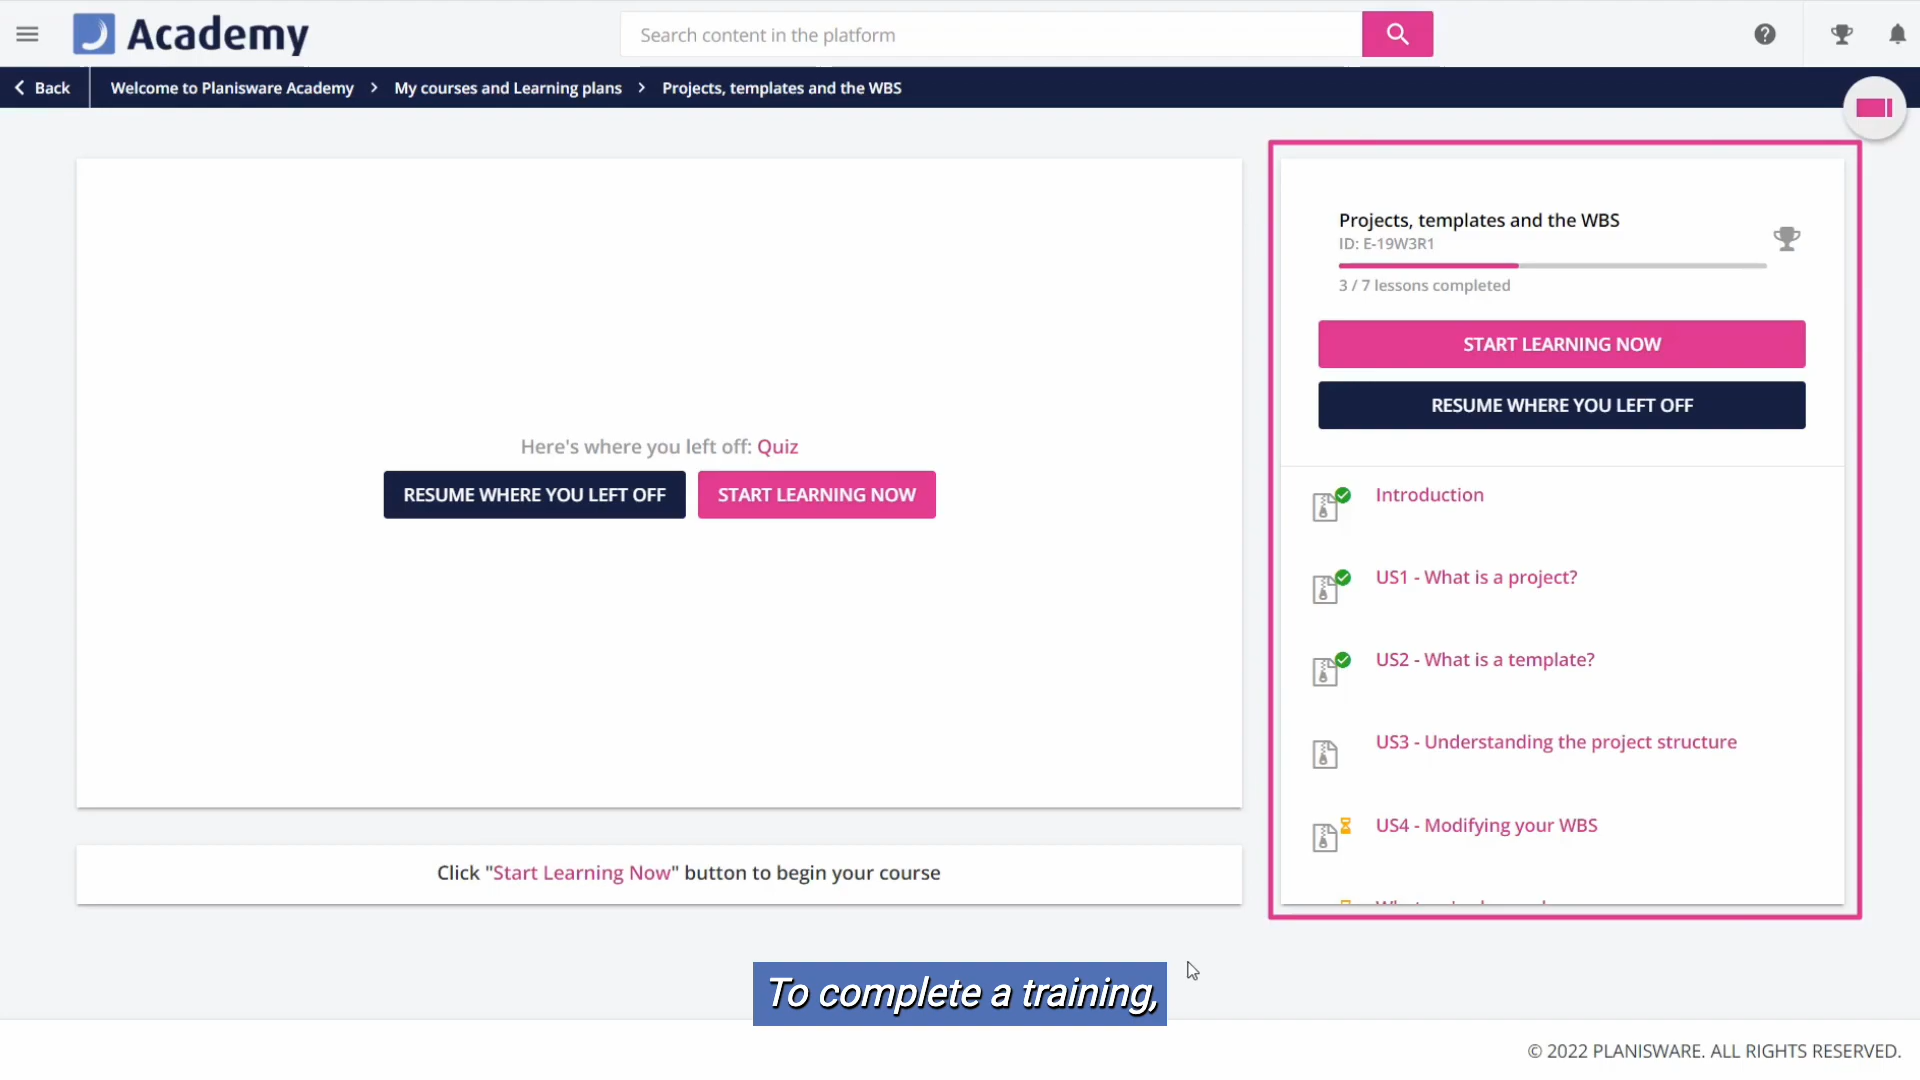 Academy
Search content in the platform
Back
Welcome to Planisware Academy > My courses and Learning plans > Projects, templates and the WBS
Here's where you left off: Quiz
RESUME WHERE YOU LEFT OFF
START LEARNING NOW
Click "Start Learning Now" button to begin your course
Projects, templates and the WBS
ID: E-19W3R1
3 / 7 lessons completed
START LEARNING NOW
RESUME WHERE YOU LEFT OFF
Introduction
US1 - What is a project?
US2 - What is a template?
US3 - Understanding the project structure
US4 - Modifying your WBS
To complete a training,
© 2022 PLANISWARE. ALL RIGHTS RESERVED.